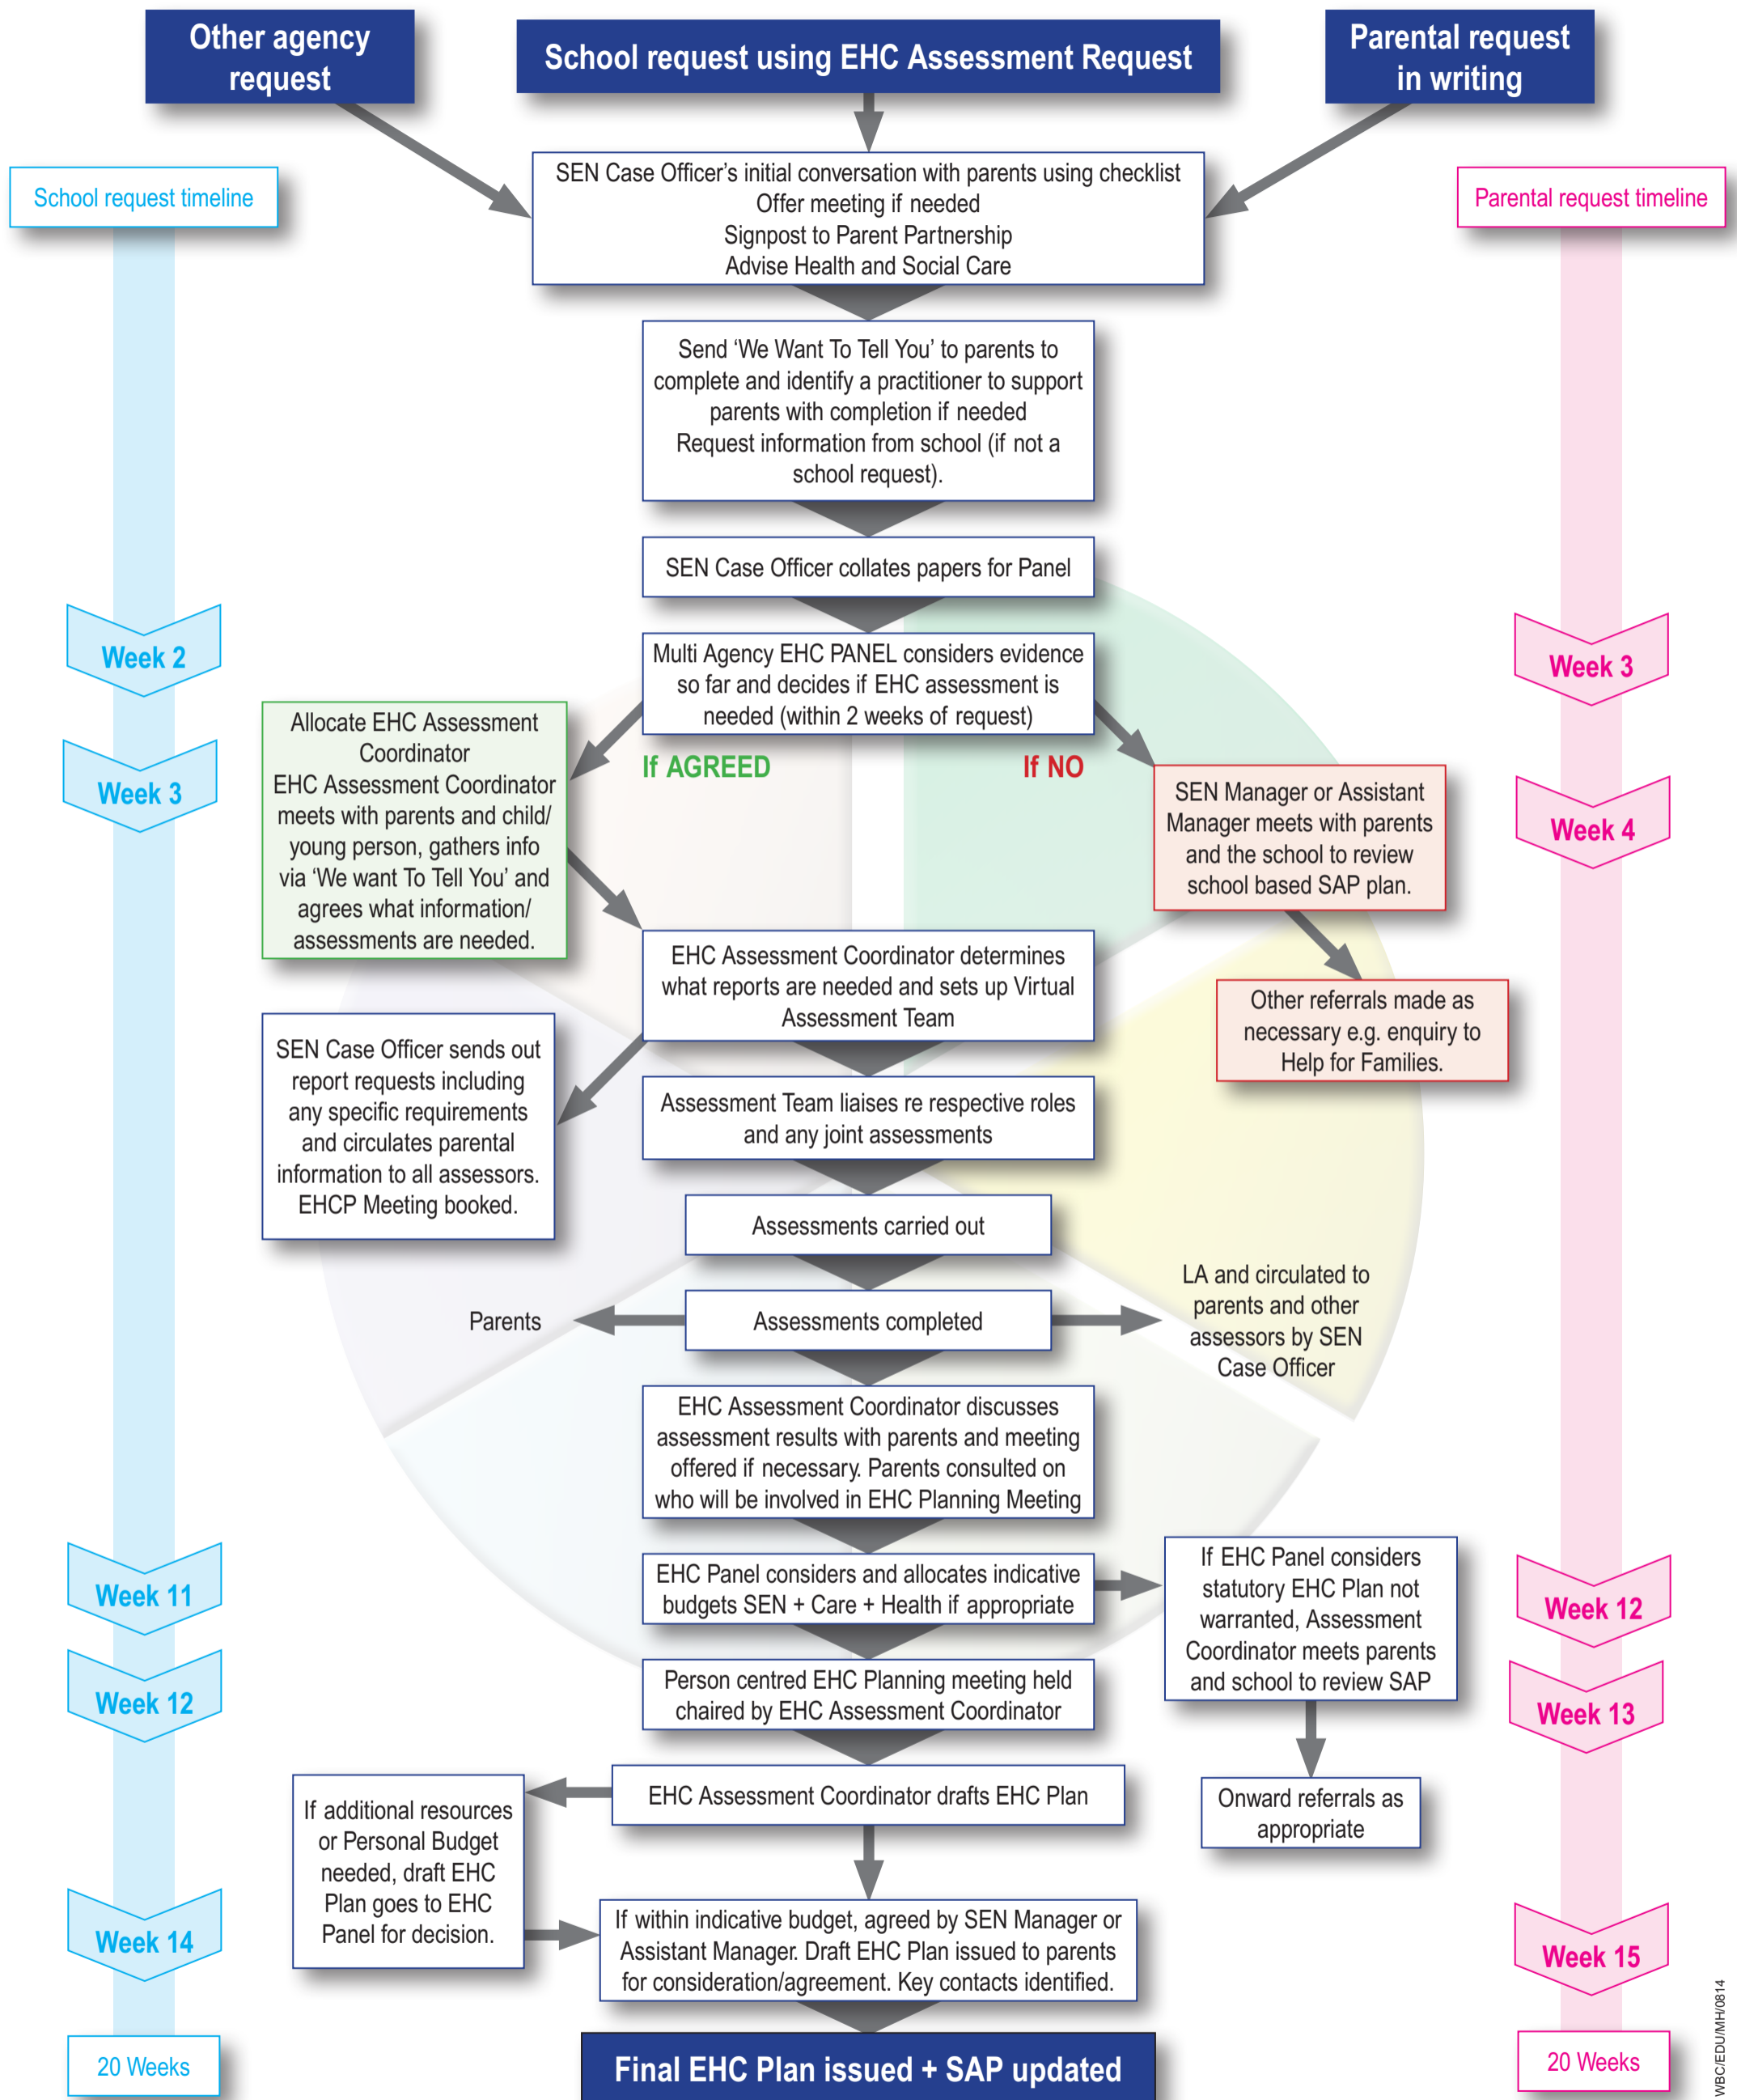 Other agency
request
School request using EHC Assessment Request
Parental request
in writing
School request timeline
SEN Case Officer’s initial conversation with parents using checklist
Offer meeting if needed
Signpost to Parent Partnership
Advise Health and Social Care
Parental request timeline
Send ‘We Want To Tell You’ to parents to
complete and identify a practitioner to support
parents with completion if needed
Request information from school (if not a
school request).
SEN Case Officer collates papers for Panel
Week 2
Multi Agency EHC PANEL considers evidence
so far and decides if EHC assessment is
needed (within 2 weeks of request)
Week 3
Week 3
Allocate EHC Assessment
Coordinator
EHC Assessment Coordinator
meets with parents and child/
young person, gathers info
via ‘We want To Tell You’ and
agrees what information/
assessments are needed.
If AGREED
If NO
SEN Manager or Assistant
Manager meets with parents
and the school to review
school based SAP plan.
Week 4
EHC Assessment Coordinator determines
what reports are needed and sets up Virtual
Assessment Team
Other referrals made as
necessary e.g. enquiry to
Help for Families.
SEN Case Officer sends out
report requests including
any specific requirements
and circulates parental
information to all assessors.
EHCP Meeting booked.
Assessment Team liaises re respective roles
and any joint assessments
Assessments carried out
Parents
Assessments completed
LA and circulated to
parents and other
assessors by SEN
Case Officer
EHC Assessment Coordinator discusses
assessment results with parents and meeting
offered if necessary. Parents consulted on
who will be involved in EHC Planning Meeting
Week 11
EHC Panel considers and allocates indicative
budgets SEN + Care + Health if appropriate
If EHC Panel considers
statutory EHC Plan not
warranted, Assessment
Coordinator meets parents
and school to review SAP
Week 12
Week 12
Person centred EHC Planning meeting held
chaired by EHC Assessment Coordinator
Week 13
EHC Assessment Coordinator drafts EHC Plan
Onward referrals as
appropriate
If additional resources
or Personal Budget
needed, draft EHC
Plan goes to EHC
Panel for decision.
Week 14
If within indicative budget, agreed by SEN Manager or
Assistant Manager. Draft EHC Plan issued to parents
for consideration/agreement. Key contacts identified.
Week 15
20 Weeks
Final EHC Plan issued + SAP updated
20 Weeks
WBC/EDU/MH/0814